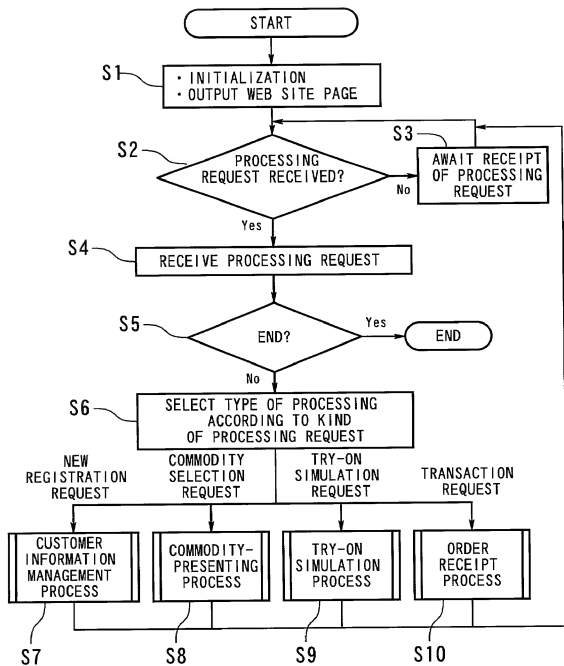 START
S1
· INITIALIZATION
· OUTPUT WEB SITE PAGE
S2
PROCESSING
REQUEST RECEIVED?
No
S3
AWAIT RECEIPT
OF PROCESSING
REQUEST
Yes
S4
RECEIVE PROCESSING REQUEST
S5
END?
Yes
END
No
S6
SELECT TYPE OF PROCESSING
ACCORDING TO KIND
OF PROCESSING REQUEST
NEW
REGISTRATION
REQUEST
COMMODITY
SELECTION
REQUEST
TRY-ON
SIMULATION
REQUEST
TRANSACTION
REQUEST
CUSTOMER
INFORMATION
MANAGEMENT
PROCESS
COMMODITY-
PRESENTING
PROCESS
TRY-ON
SIMULATION
PROCESS
ORDER
RECEIPT
PROCESS
S7
S8
S9
S10